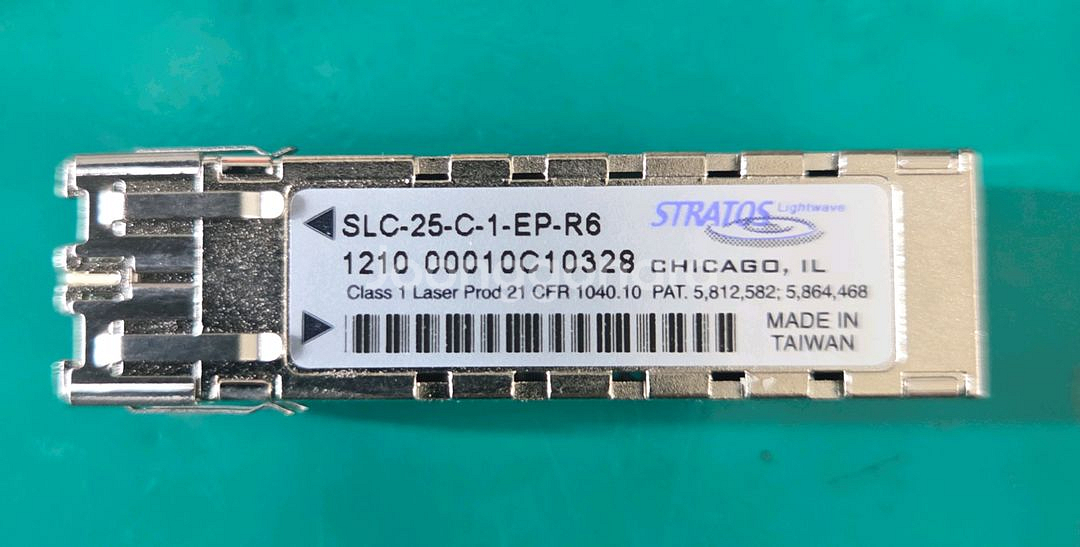 SLC-25-C-1-EP-R6
STRATOS Lightwave
1210 00010C10328 CHICAGO, IL
Class 1 Laser Prod 21 CFR 1040.10 PAT. 5,812,582; 5,864,468
MADE IN
TAIWAN